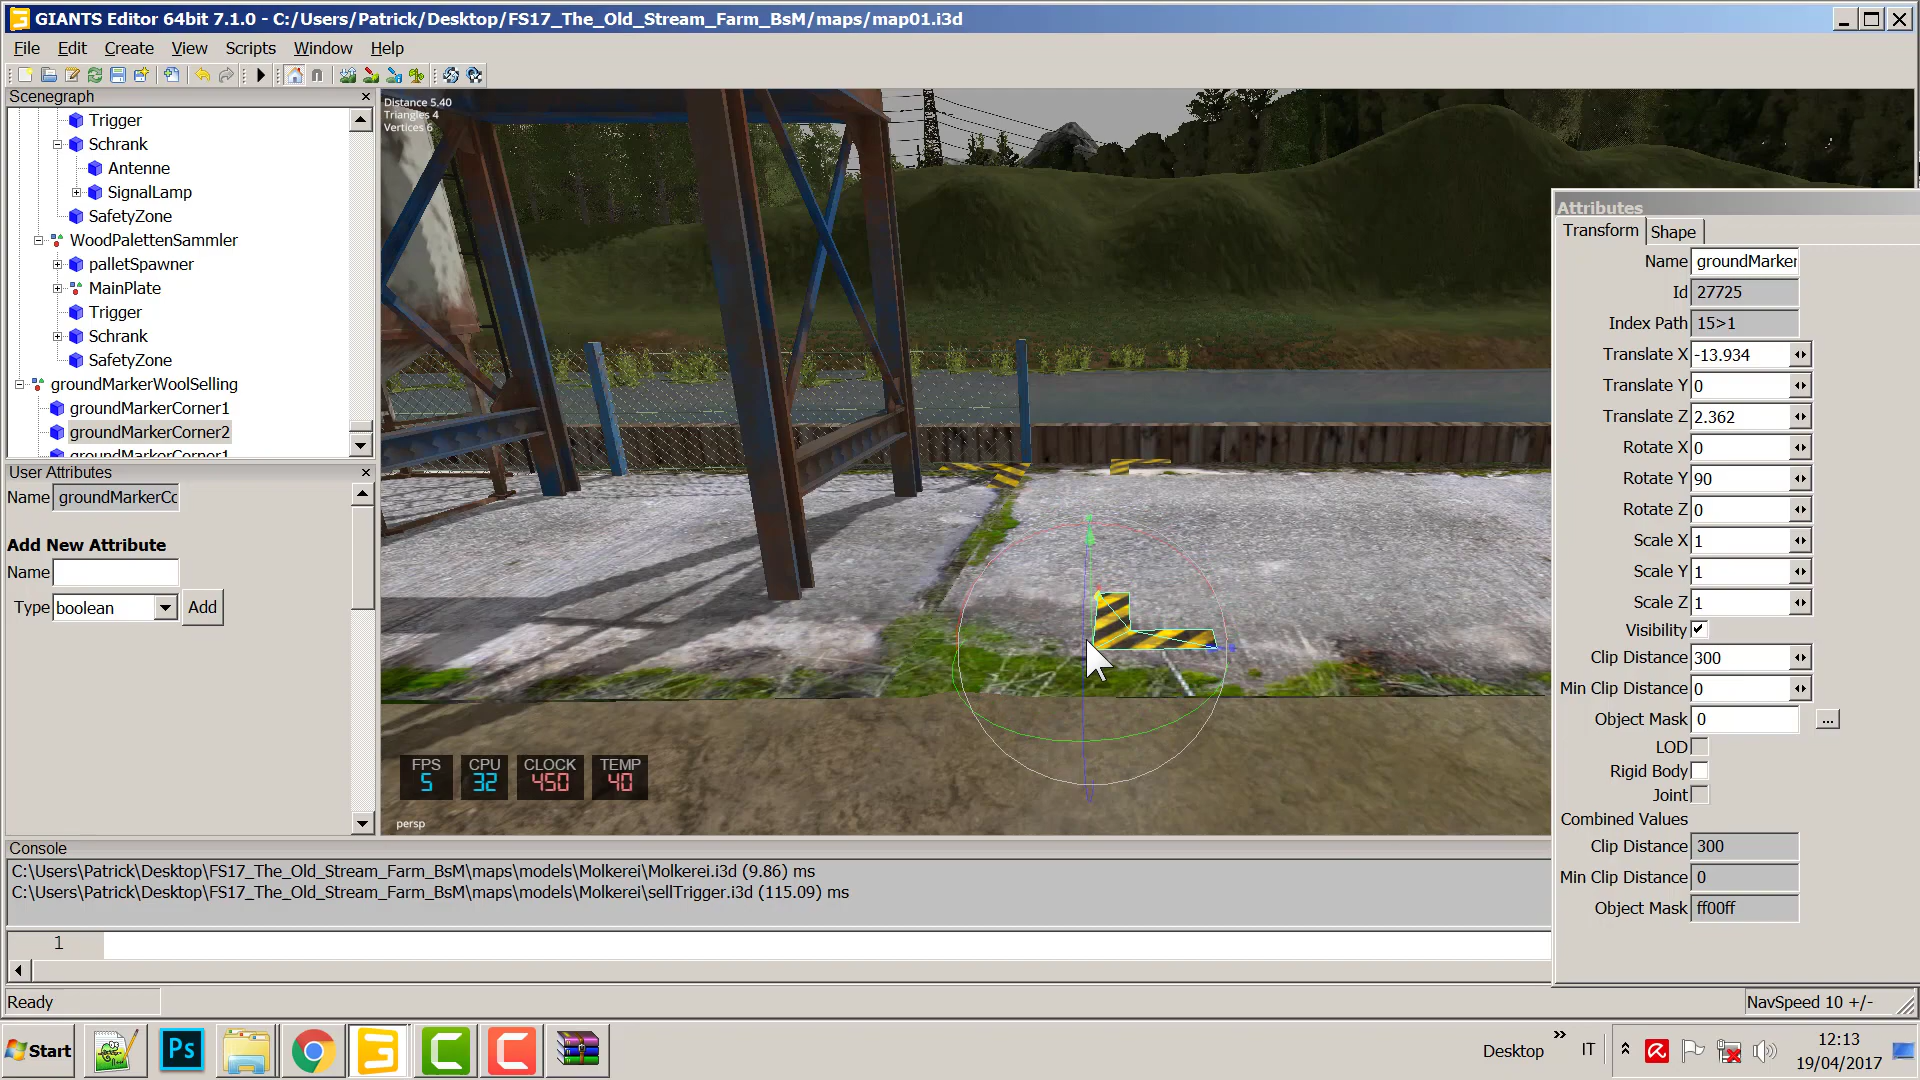 GIANTS Editor 64bit 7.1.0 - C:/Users/Patrick/Desktop/FS17_The_Old_Stream_Farm_BsM/maps/map01.i3d
File Edit Create View Scripts Window Help
Scenegraph
Trigger
Schrank
Antenne
SignalLamp
SafetyZone
WoodPalettenSammler
palletSpawner
MainPlate
Trigger
Schrank
SafetyZone
groundMarkerWoolSelling
groundMarkerCorner1
groundMarkerCorner2
groundMarkerCorner1
User Attributes
Name groundMarkerCo
Add New Attribute
Name
Type boolean Add
Distance 5.40
Triangles 4
Vertices 6
FPS CPU CLOCK TEMP
5 32 450 40
persp
Attributes
Transform Shape
Name groundMarker
Id 27725
Index Path 15>1
Translate X -13.934
Translate Y 0
Translate Z 2.362
Rotate X 0
Rotate Y 90
Rotate Z 0
Scale X 1
Scale Y 1
Scale Z 1
Visibility
Clip Distance 300
Min Clip Distance 0
Object Mask 0 ...
LOD
Rigid Body
Joint
Combined Values
Clip Distance 300
Min Clip Distance 0
Object Mask ff00ff
Console
C:\Users\Patrick\Desktop\FS17_The_Old_Stream_Farm_BsM\maps\models\Molkerei\Molkerei.i3d (9.86) ms
C:\Users\Patrick\Desktop\FS17_The_Old_Stream_Farm_BsM\maps\models\Molkerei\sellTrigger.i3d (115.09) ms
1
Ready
NavSpeed 10 +/-
Start Ps Desktop » IT 12:13
19/04/2017